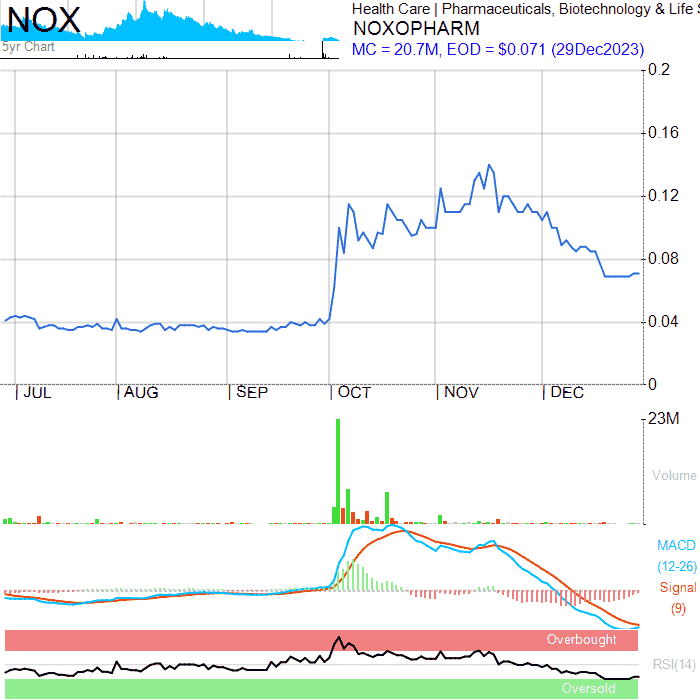 NOX
5yr Chart
Health Care | Pharmaceuticals, Biotechnology & Life S
NOXOPHARM
MC = 20.7M, EOD = $0.071 (29Dec2023)
0.2
0.16
0.12
0.08
0.04
0
JUL AUG SEP OCT NOV DEC
23M
Volume
MACD
(12-26)
Signal
(9)
Overbought
RSI(14)
Oversold